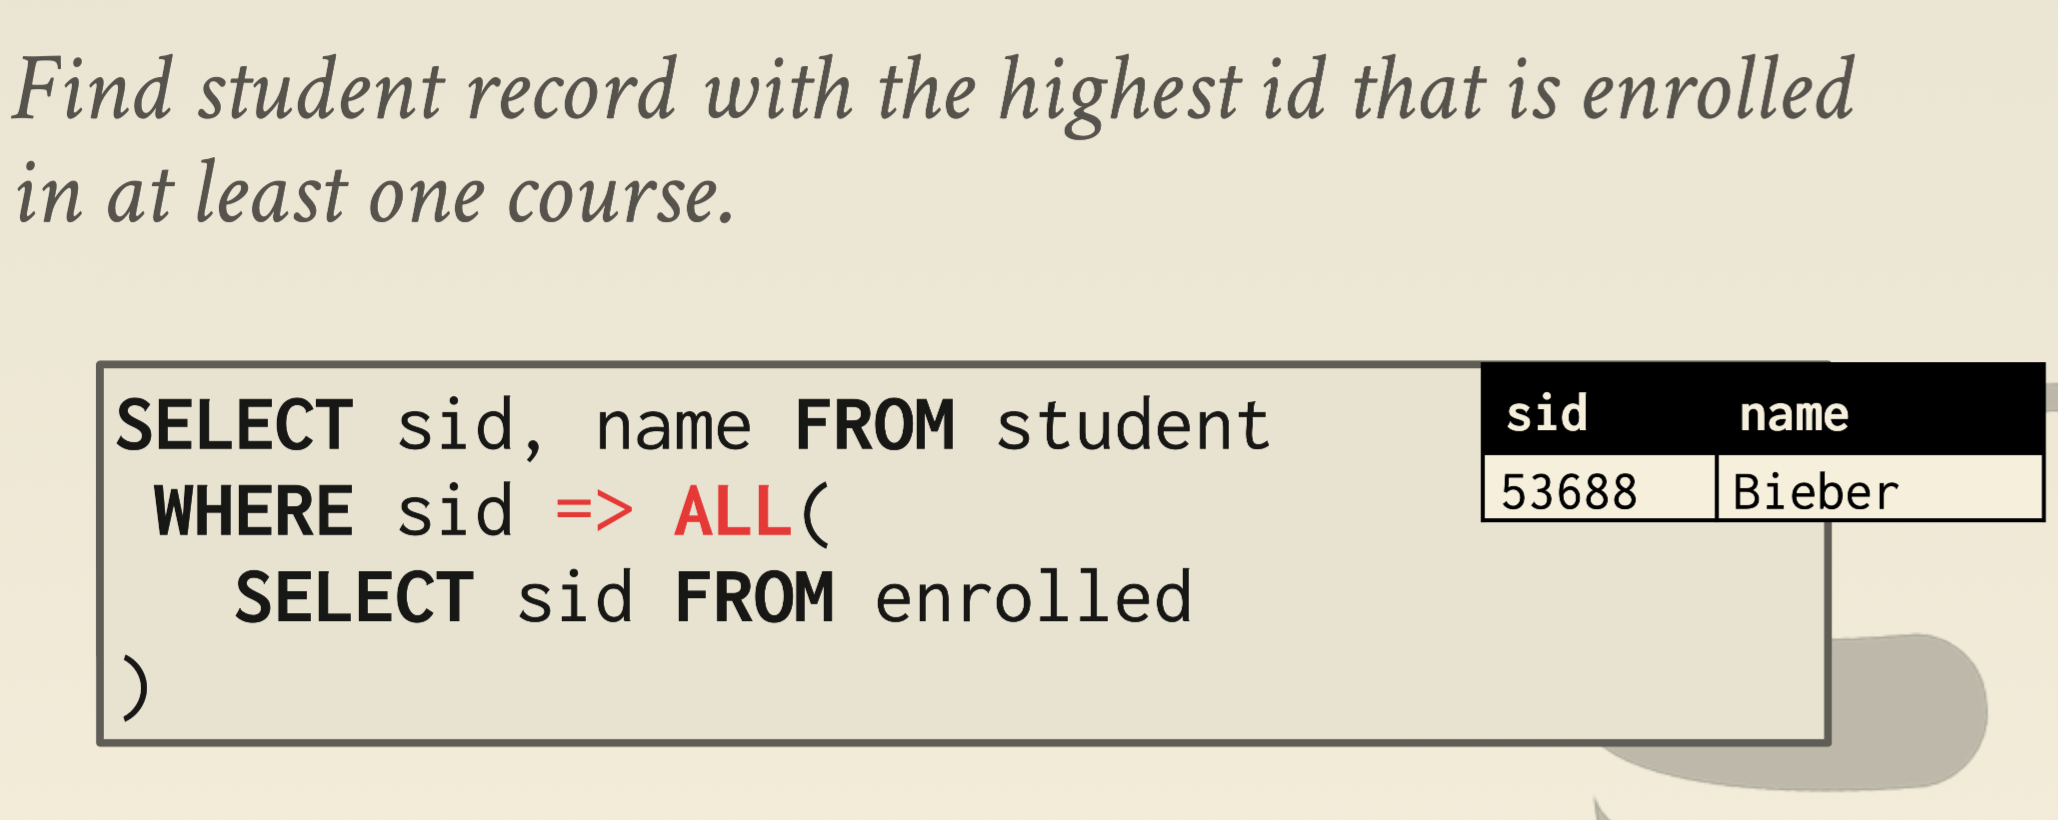 Find student record with the highest id that is enrolled
in at least one course.
SELECT sid, name FROM student
WHERE sid => ALL(
SELECT sid FROM enrolled
)
sid name
53688 Bieber